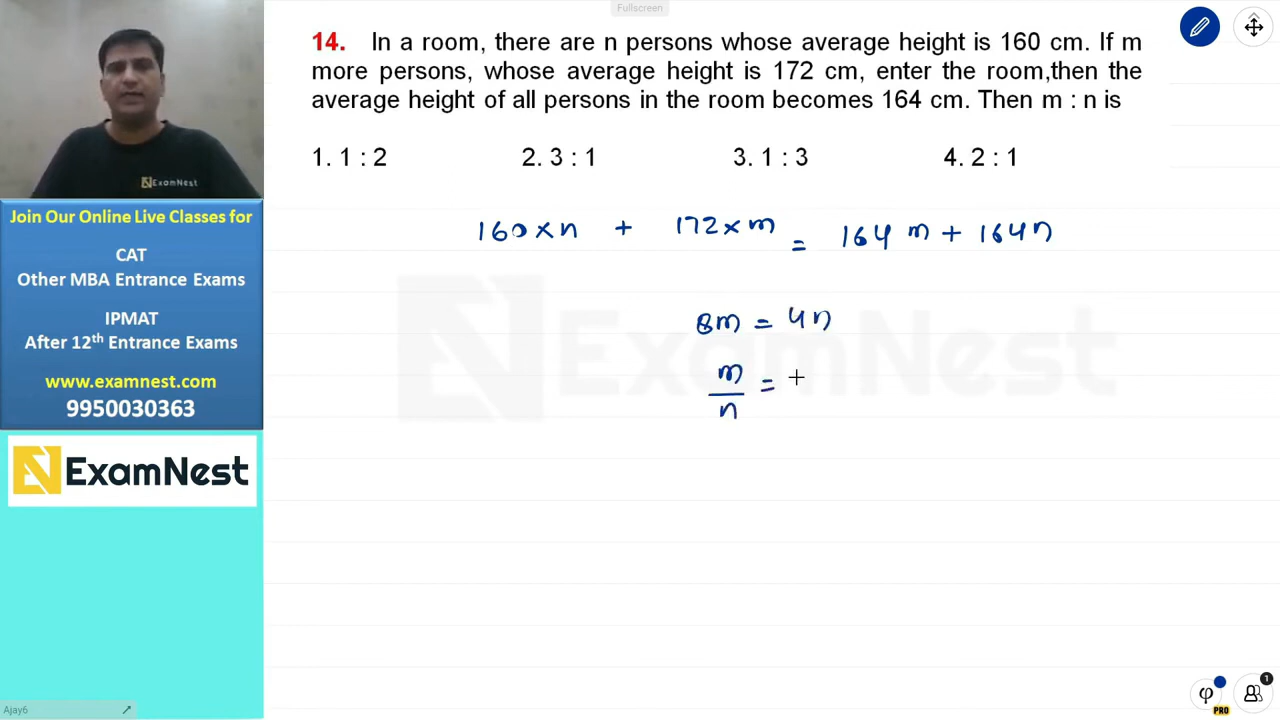 Fullscreen
14. In a room, there are n persons whose average height is 160 cm. If m
more persons, whose average height is 172 cm, enter the room,then the
average height of all persons in the room becomes 164 cm. Then m : n is
1. 1 : 2 2. 3 : 1 3. 1 : 3 4. 2 : 1
160 × n + 172 × m = 164 m + 164 n
8m = 4n
m
n
=
ExamNest
ExamNest
Join Our Online Live Classes for
CAT
Other MBA Entrance Exams
IPMAT
After 12th Entrance Exams
www.examnest.com
9950030363
ExamNest
Ajay6
φ
PRO
1